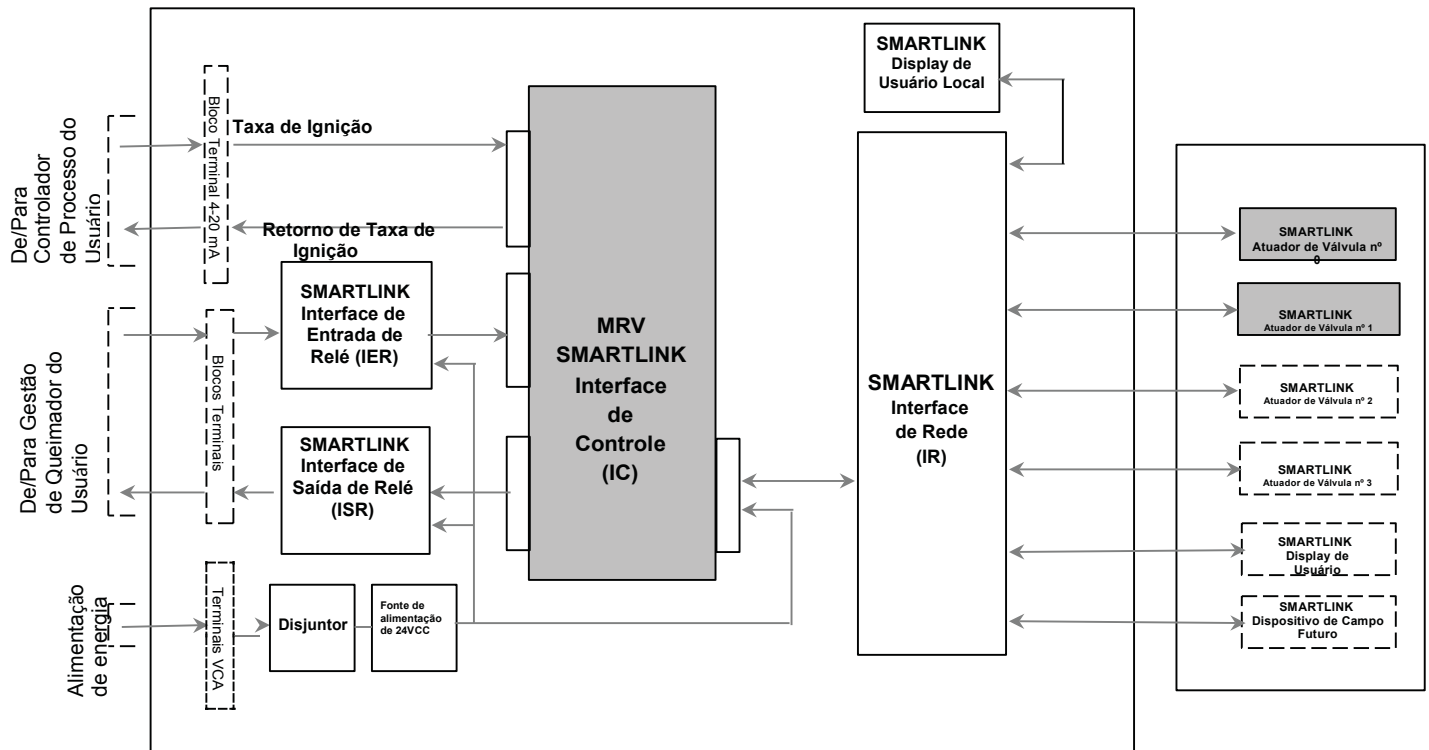 De/Para
Controlador
de Processo do
Usuário
Bloco Terminal 4-20 mA
Taxa de Ignição
Retorno de Taxa de
Ignição
De/Para Gestão
de Queimador do
Usuário
Blocos Terminais
SMARTLINK
Interface de
Entrada de
Relé (IER)
SMARTLINK
Interface de
Saída de Relé
(ISR)
Alimentação
de energia
Terminais VCA
Disjuntor
Fonte de
alimentação
de 24VCC
MRV
SMARTLINK
Interface
de
Controle
(IC)
SMARTLINK
Display de
Usuário Local
SMARTLINK
Interface
de Rede
(IR)
SMARTLINK
Atuador de Válvula nº
0
SMARTLINK
Atuador de Válvula nº 1
SMARTLINK
Atuador de Válvula nº 2
SMARTLINK
Atuador de Válvula nº 3
SMARTLINK
Display de
Usuário
SMARTLINK
Dispositivo de Campo
Futuro